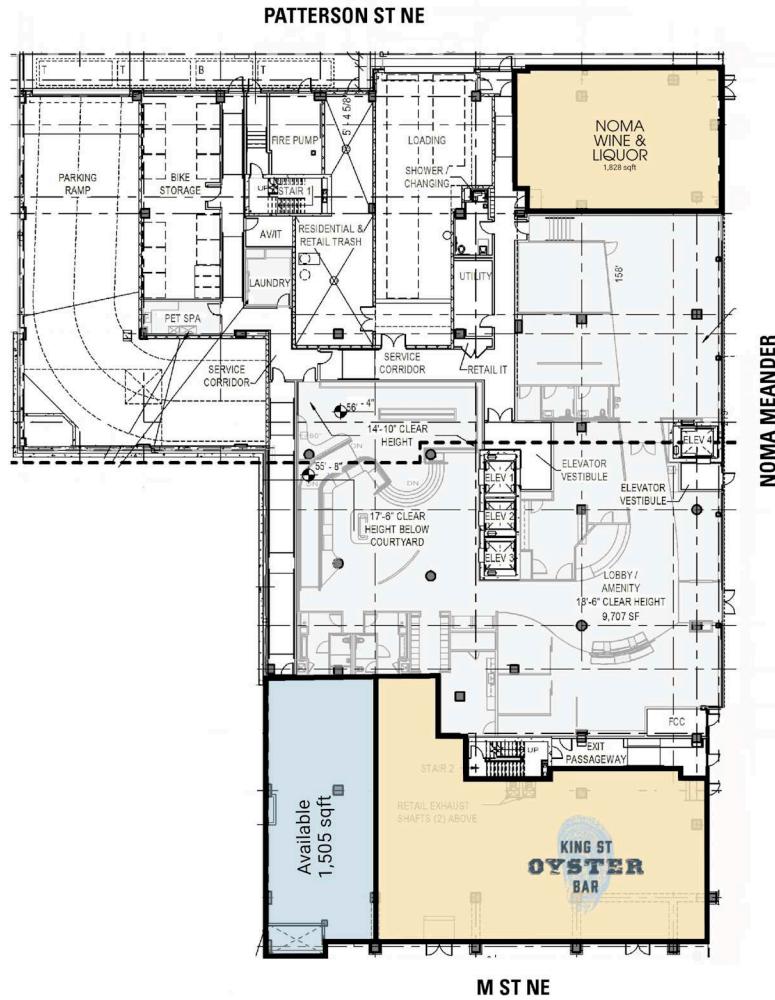 PATTERSON ST NE
T
T
B
T
5' - 4 5/8"
FIRE PUMP
LOADING
NOMA
WINE &
LIQUOR
1,828 sqft
PARKING
RAMP
BIKE
STORAGE
UP
STAIR 1
SHOWER /
CHANGING
AV/IT
RESIDENTIAL &
RETAIL TRASH
LAUNDRY
UTILITY
158'
PET SPA
SERVICE
CORRIDOR
SERVICE
CORRIDOR
RETAIL IT
NOMA MEANDER
56' - 4"
14'-10" CLEAR
HEIGHT
DN
ELEV 4
55' - 8"
DN
DN
ELEV 1
ELEVATOR
VESTIBULE
ELEVATOR
VESTIBULE
17'-6" CLEAR
HEIGHT BELOW
COURTYARD
ELEV 2
ELEV 3
LOBBY /
AMENITY
18'-6" CLEAR HEIGHT
9,707 SF
FCC
UP
EXIT
PASSAGEWAY
STAIR 2
RETAIL EXHAUST
SHAFTS (2) ABOVE
Available
1,505 sqft
KING ST
OYSTER
BAR
M ST NE